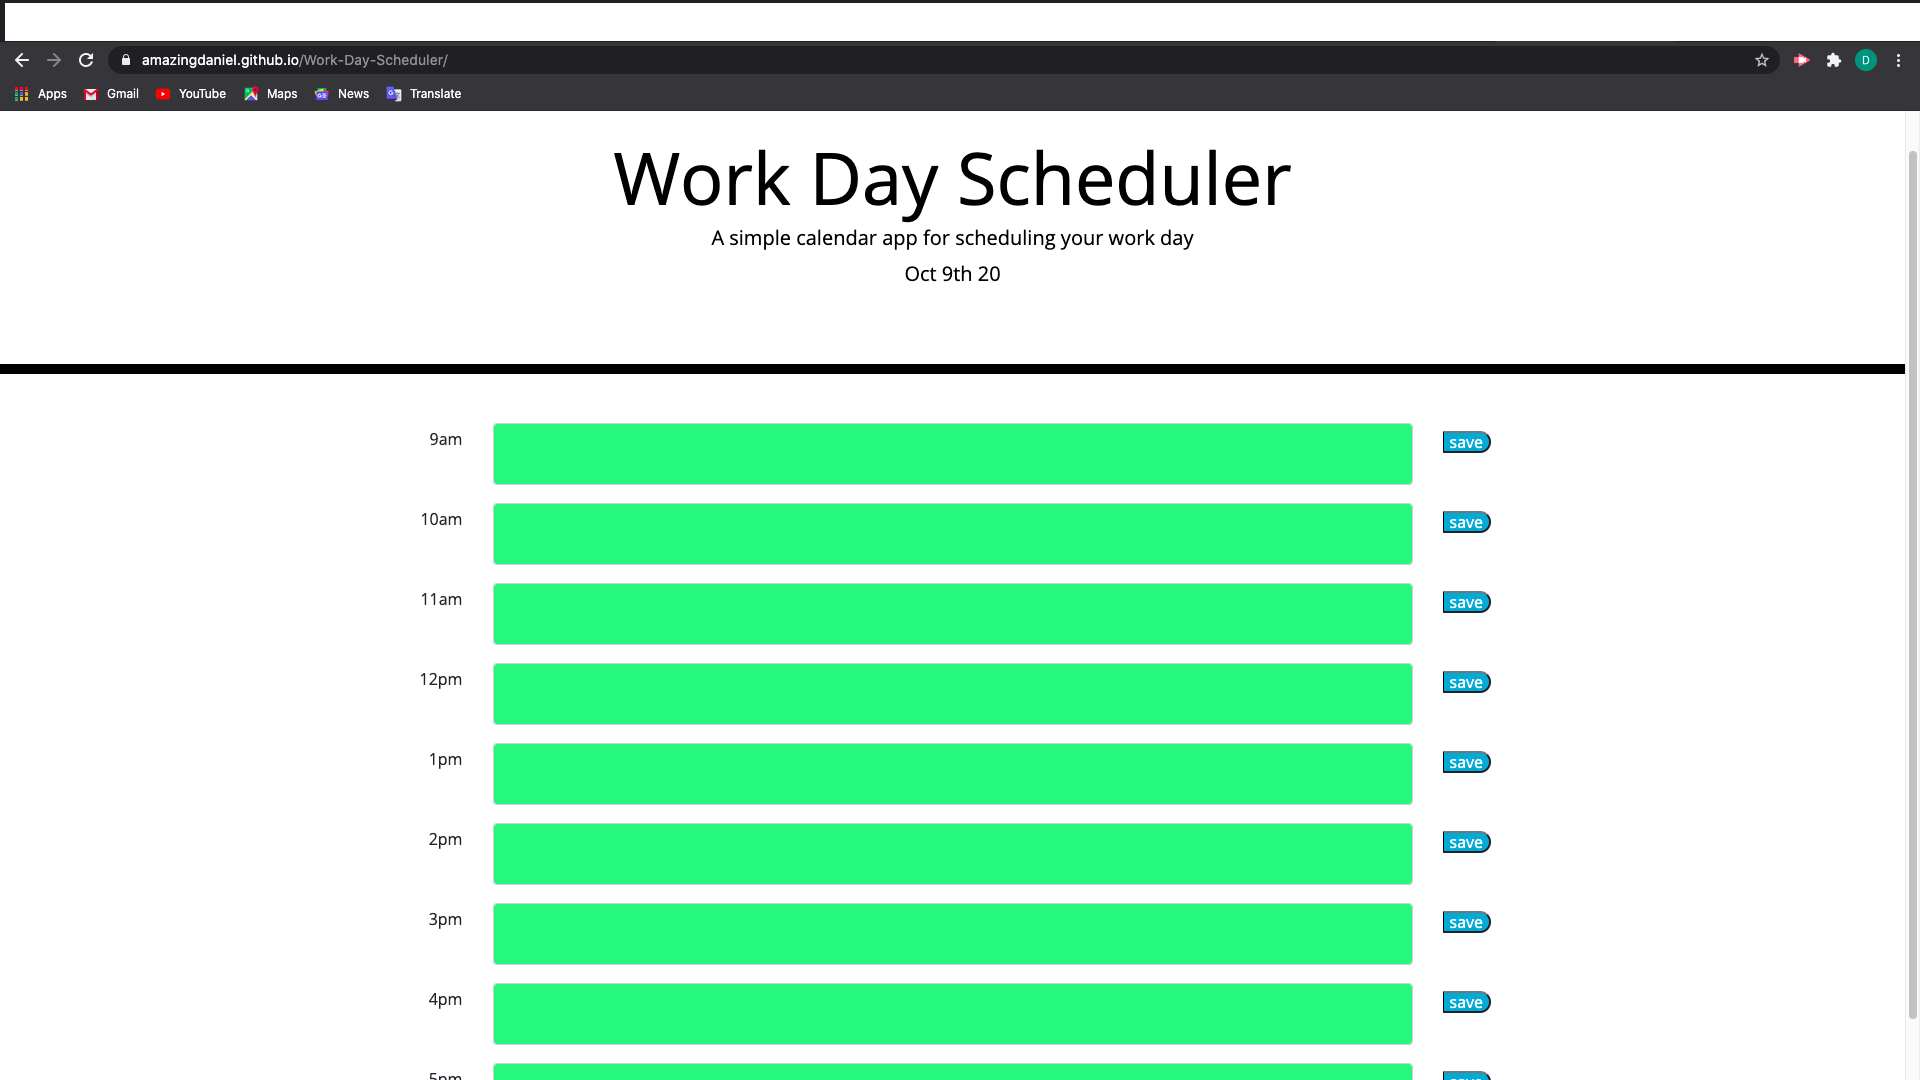 amazingdaniel.github.io/Work-Day-Scheduler/
D
Apps Gmail YouTube Maps News Translate
Work Day Scheduler
A simple calendar app for scheduling your work day
Oct 9th 20
9am save
10am save
11am save
12pm save
1pm save
2pm save
3pm save
4pm save
5pm save